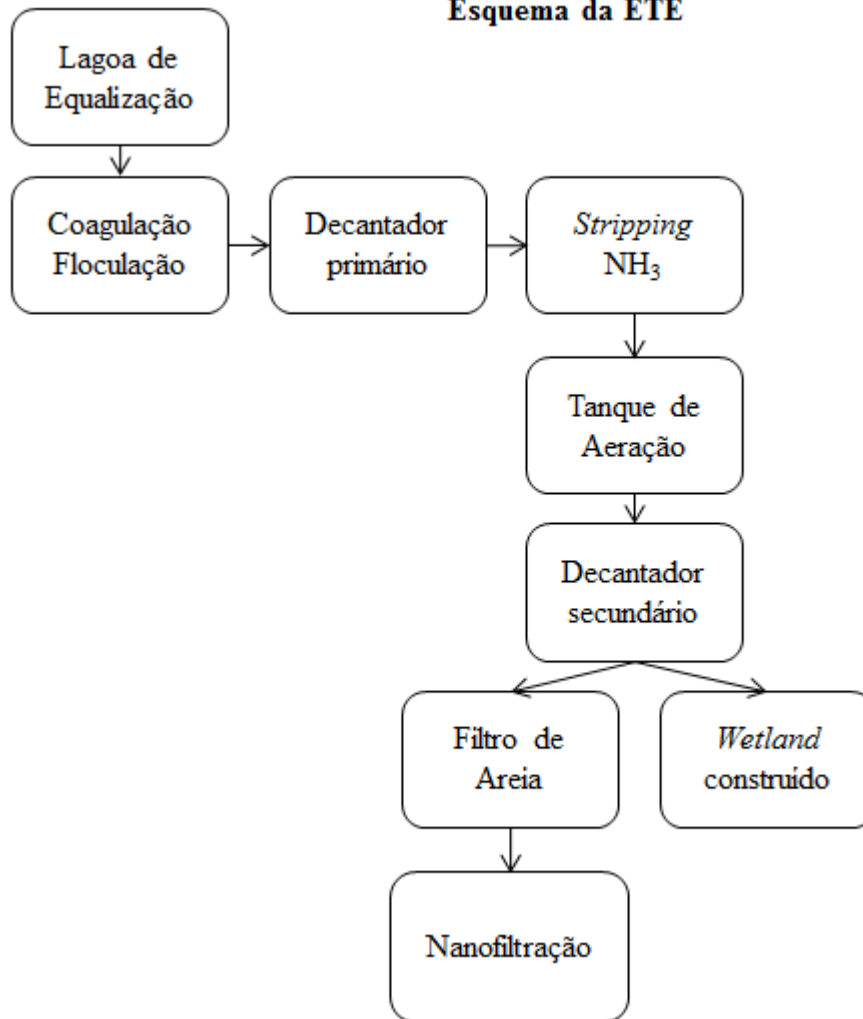 Esquema da ETE
Lagoa de
Equalização
Coagulação
Floculação
Decantador
primário
Stripping
NH₃
Tanque de
Aeração
Decantador
secundário
Filtro de
Areia
Wetland
construído
Nanofiltração